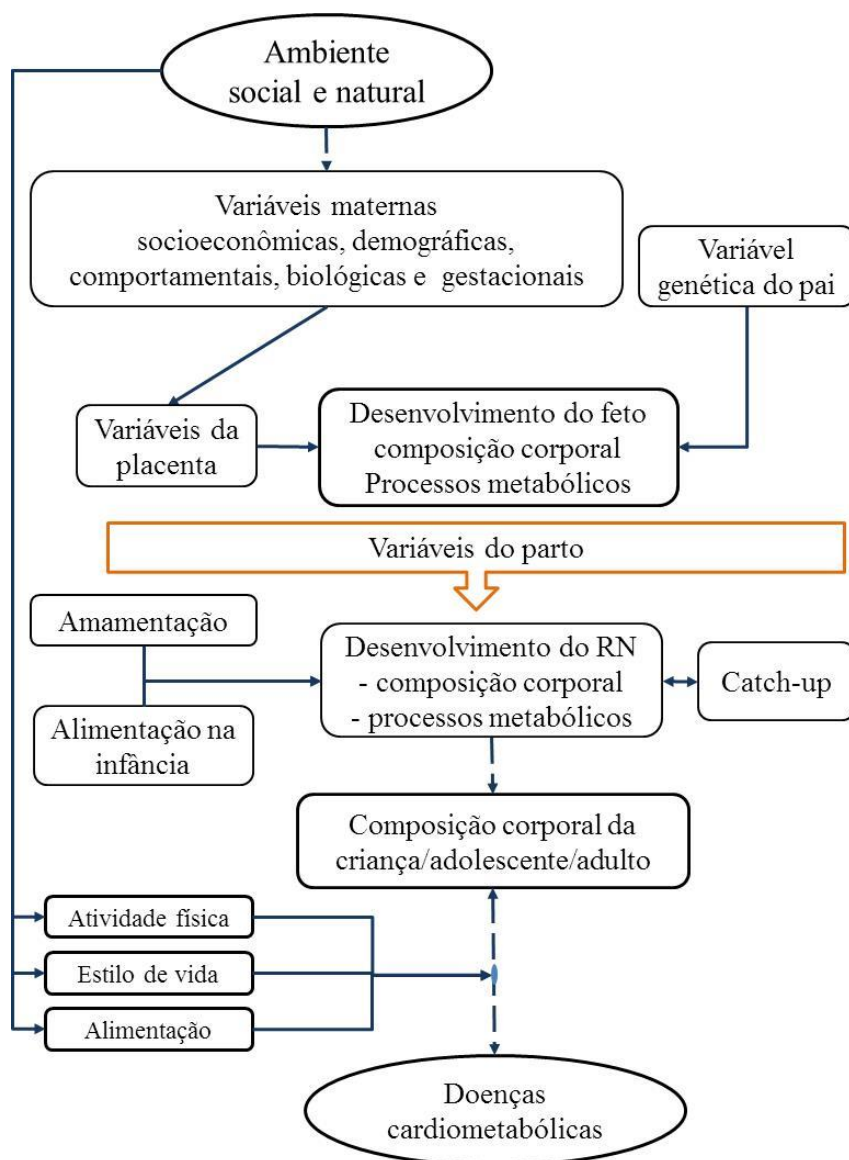 Ambiente
social e natural
Variáveis maternas
socioeconômicas, demográficas,
comportamentais, biológicas e gestacionais
Variável
genética do pai
Variáveis da
placenta
Desenvolvimento do feto
composição corporal
Processos metabólicos
Variáveis do parto
Amamentação
Alimentação na
infância
Desenvolvimento do RN
- composição corporal
- processos metabólicos
Catch-up
Composição corporal da
criança/adolescente/adulto
Atividade física
Estilo de vida
Alimentação
Doenças
cardiometabólicas